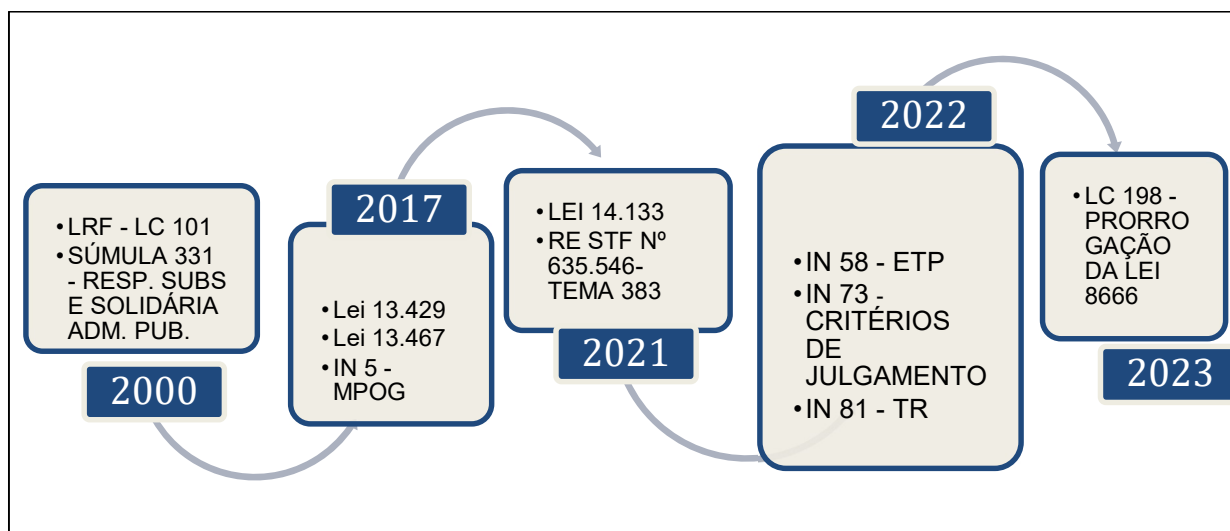 • LRF - LC 101
• SÚMULA 331
- RESP. SUBS
E SOLIDÁRIA
ADM. PUB.
2000
2017
• Lei 13.429
• Lei 13.467
• IN 5 -
MPOG
• LEI 14.133
• RE STF Nº
635.546-
TEMA 383
2021
2022
• IN 58 - ETP
• IN 73 -
CRITÉRIOS
DE
JULGAMENTO
• IN 81 - TR
• LC 198 -
PRORRO
GAÇÃO
DA LEI
8666
2023